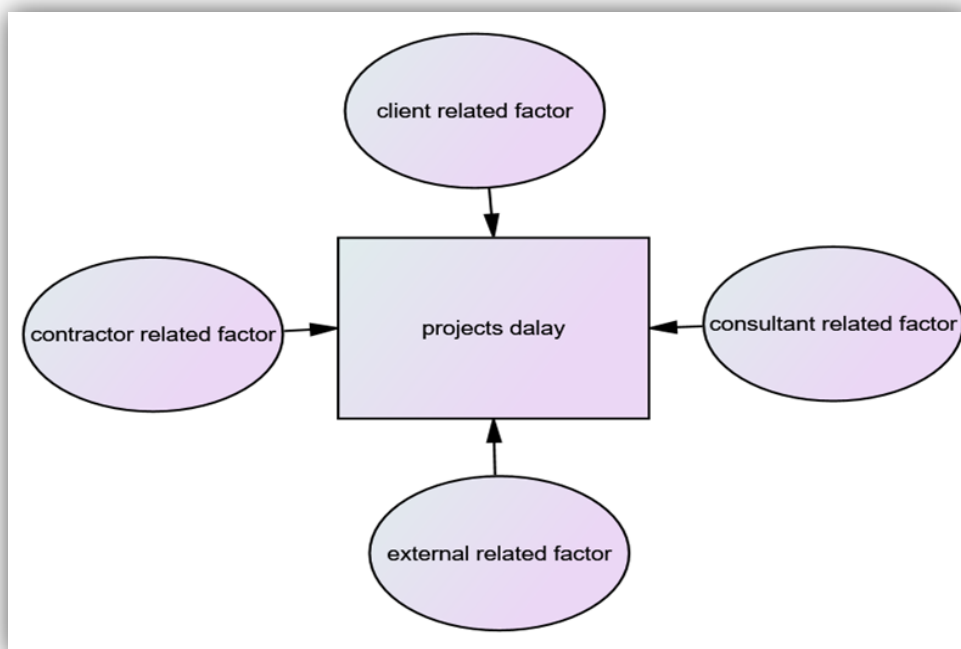 client related factor
contractor related factor
projects dalay
consultant related factor
external related factor